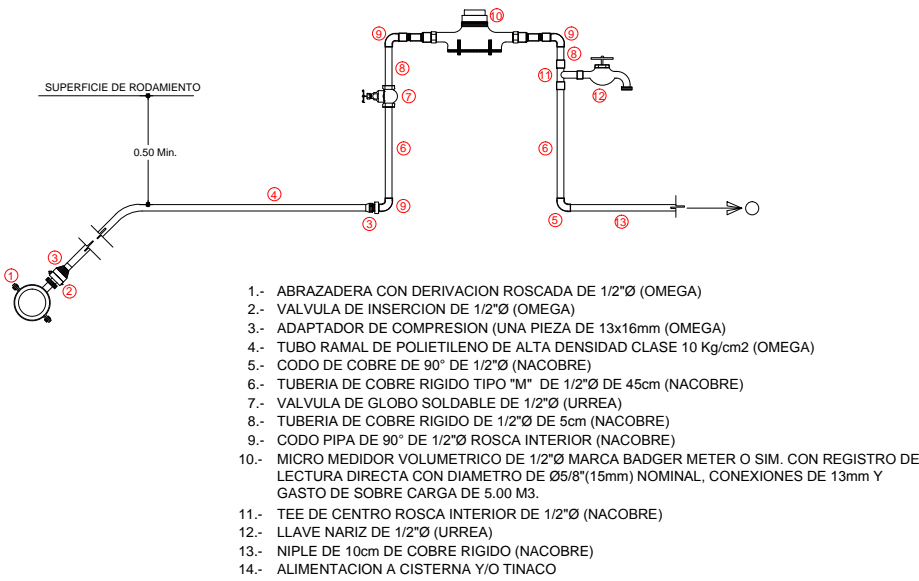 10
9
9
8
8
SUPERFICIE DE RODAMIENTO
11
7
12
0.50 Min.
6
6
4
9
3
5
13
3
1
2
1.- ABRAZADERA CON DERIVACION ROSCADA DE 1/2"Ø (OMEGA)
2.- VALVULA DE INSERCION DE 1/2"Ø (OMEGA)
3.- ADAPTADOR DE COMPRESION (UNA PIEZA DE 13x16mm (OMEGA)
4.- TUBO RAMAL DE POLIETILENO DE ALTA DENSIDAD CLASE 10 Kg/cm2 (OMEGA)
5.- CODO DE COBRE DE 90° DE 1/2"Ø (NACOBRE)
6.- TUBERIA DE COBRE RIGIDO TIPO "M" DE 1/2"Ø DE 45cm (NACOBRE)
7.- VALVULA DE GLOBO SOLDABLE DE 1/2"Ø (URREA)
8.- TUBERIA DE COBRE RIGIDO DE 1/2"Ø DE 5cm (NACOBRE)
9.- CODO PIPA DE 90° DE 1/2"Ø ROSCA INTERIOR (NACOBRE)
10.- MICRO MEDIDOR VOLUMETRICO DE 1/2"Ø MARCA BADGER METER O SIM. CON REGISTRO DE
LECTURA DIRECTA CON DIAMETRO DE Ø5/8"(15mm) NOMINAL, CONEXIONES DE 13mm Y
GASTO DE SOBRE CARGA DE 5.00 M3.
11.- TEE DE CENTRO ROSCA INTERIOR DE 1/2"Ø (NACOBRE)
12.- LLAVE NARIZ DE 1/2"Ø (URREA)
13.- NIPLE DE 10cm DE COBRE RIGIDO (NACOBRE)
14.- ALIMENTACION A CISTERNA Y/O TINACO